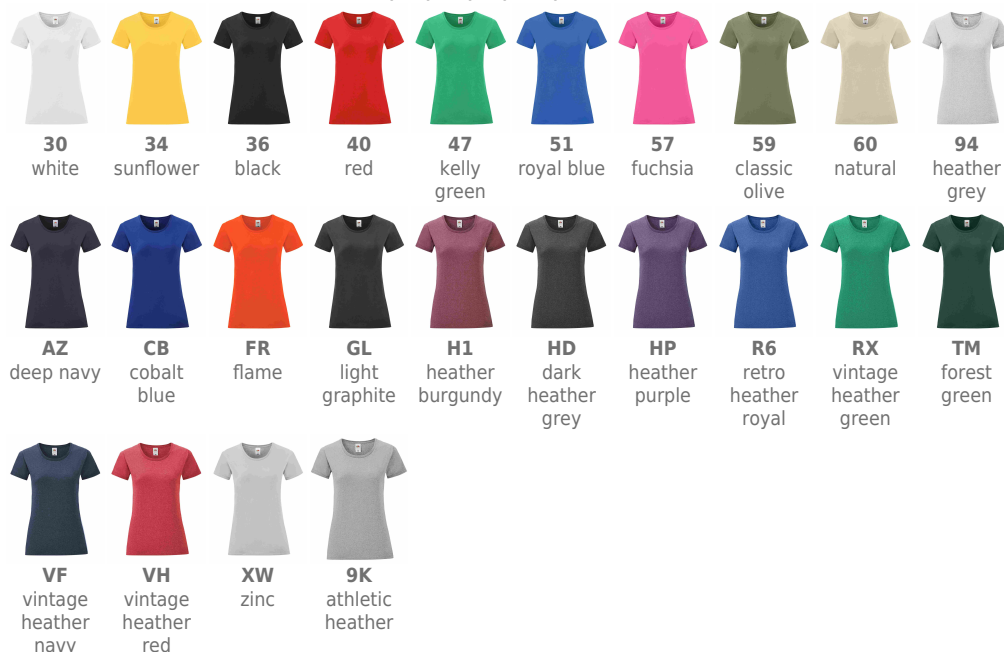 30 34 36 40 47 51 57 59 60 94
white sunflower black red kelly royal blue fuchsia classic natural heather
green olive grey
AZ CB FR GL H1 HD HP R6 RX TM
deep navy cobalt flame light heather dark heather retro vintage forest
blue graphite burgundy heather purple heather heather green
grey royal green
VF VH XW 9K
vintage vintage zinc athletic
heather heather heather
navy red